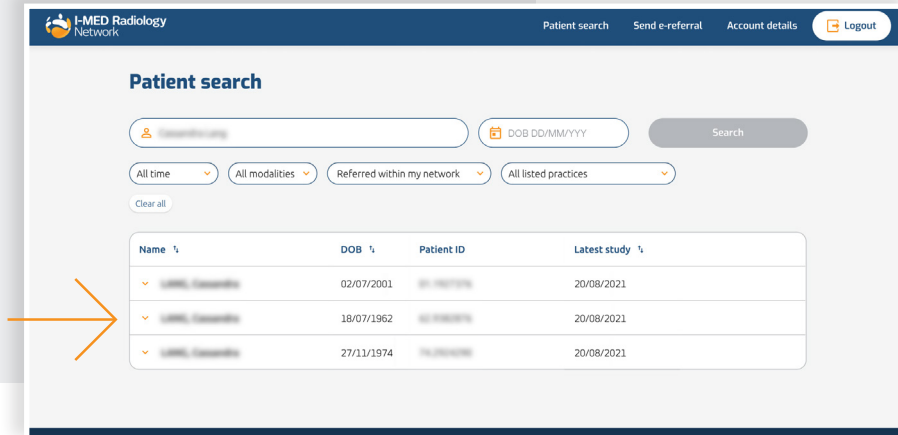 I-MED Radiology
Network
Patient search Send e-referral Account details Logout
Patient search
DOB DD/MM/YYY Search
All time All modalities Referred within my network All listed practices
Clear all
Name DOB Patient ID Latest study
02/07/2001 20/08/2021
18/07/1962 20/08/2021
27/11/1974 20/08/2021